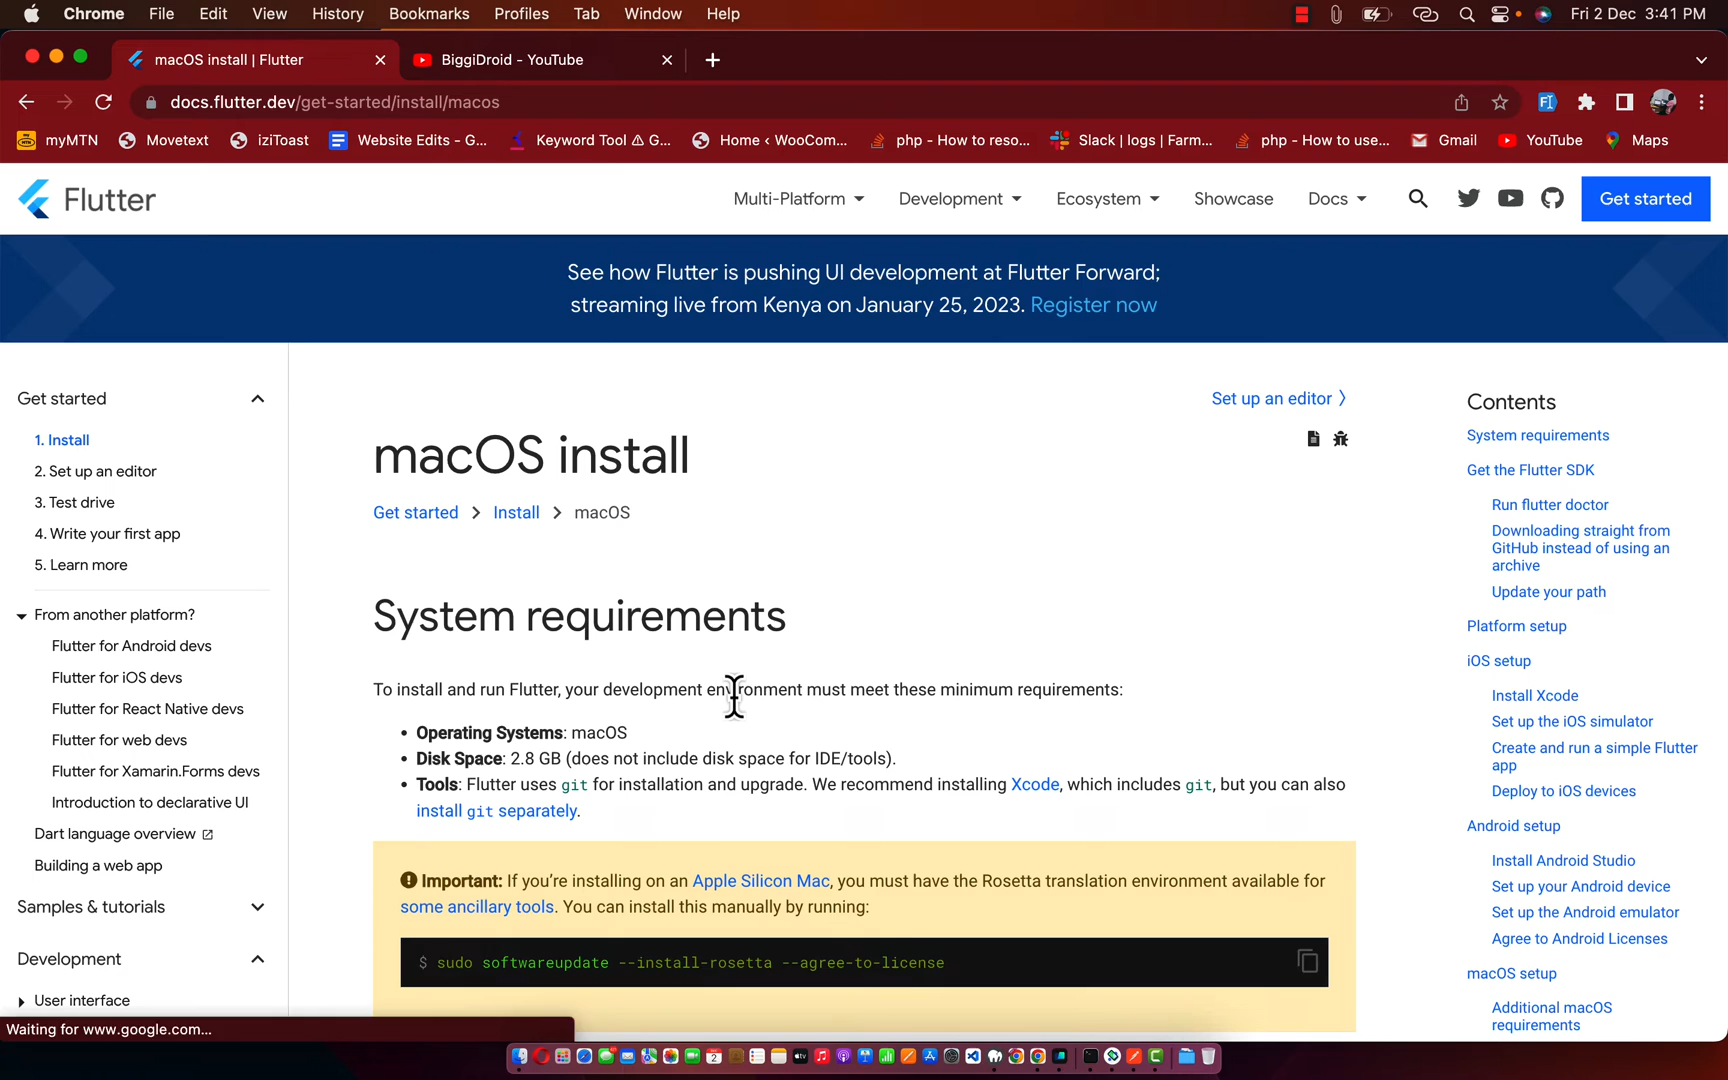 Chrome File Edit View History Bookmarks Profiles Tab Window Help Fri 2 Dec 3:41 PM
macOS install | Flutter BiggiDroid - YouTube
docs.flutter.dev/get-started/install/macos
myMTN Movetext iziToast Website Edits - G... Keyword Tool ⚠ G... Home < WooCom... php - How to reso... Slack | logs | Farm... php - How to use... Gmail YouTube Maps
Flutter Multi-Platform Development Ecosystem Showcase Docs Get started
See how Flutter is pushing UI development at Flutter Forward;
streaming live from Kenya on January 25, 2023. Register now
Get started
1. Install
2. Set up an editor
3. Test drive
4. Write your first app
5. Learn more
From another platform?
Flutter for Android devs
Flutter for iOS devs
Flutter for React Native devs
Flutter for web devs
Flutter for Xamarin.Forms devs
Introduction to declarative UI
Dart language overview
Building a web app
Samples & tutorials
Development
User interface
Waiting for www.google.com...
Set up an editor
macOS install
Get started > Install > macOS
System requirements
To install and run Flutter, your development environment must meet these minimum requirements:
• Operating Systems: macOS
• Disk Space: 2.8 GB (does not include disk space for IDE/tools).
• Tools: Flutter uses git for installation and upgrade. We recommend installing Xcode, which includes git, but you can also
install git separately.
Important: If you're installing on an Apple Silicon Mac, you must have the Rosetta translation environment available for
some ancillary tools. You can install this manually by running:
$ sudo softwareupdate --install-rosetta --agree-to-license
Contents
System requirements
Get the Flutter SDK
Run flutter doctor
Downloading straight from
GitHub instead of using an
archive
Update your path
Platform setup
iOS setup
Install Xcode
Set up the iOS simulator
Create and run a simple Flutter
app
Deploy to iOS devices
Android setup
Install Android Studio
Set up your Android device
Set up the Android emulator
Agree to Android Licenses
macOS setup
Additional macOS
requirements